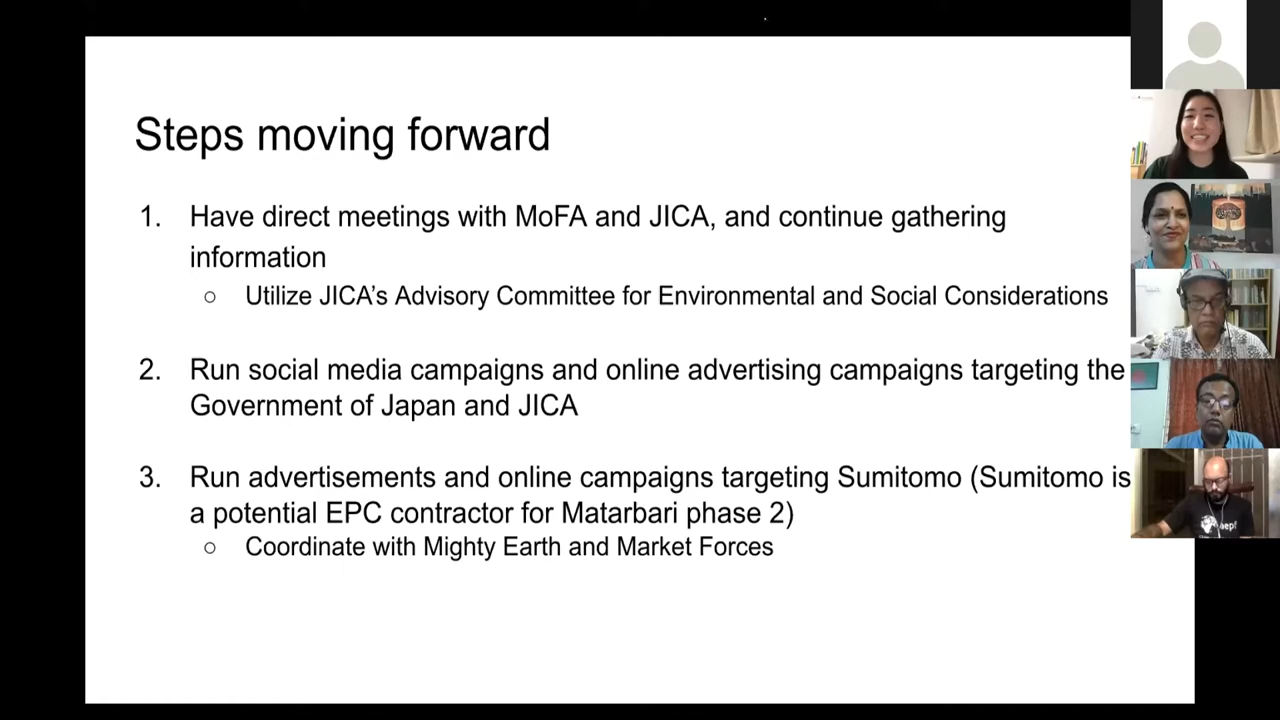 Steps moving forward
1. Have direct meetings with MoFA and JICA, and continue gathering
information
○ Utilize JICA’s Advisory Committee for Environmental and Social Considerations
2. Run social media campaigns and online advertising campaigns targeting the
Government of Japan and JICA
3. Run advertisements and online campaigns targeting Sumitomo (Sumitomo is
a potential EPC contractor for Matarbari phase 2)
○ Coordinate with Mighty Earth and Market Forces
aepf